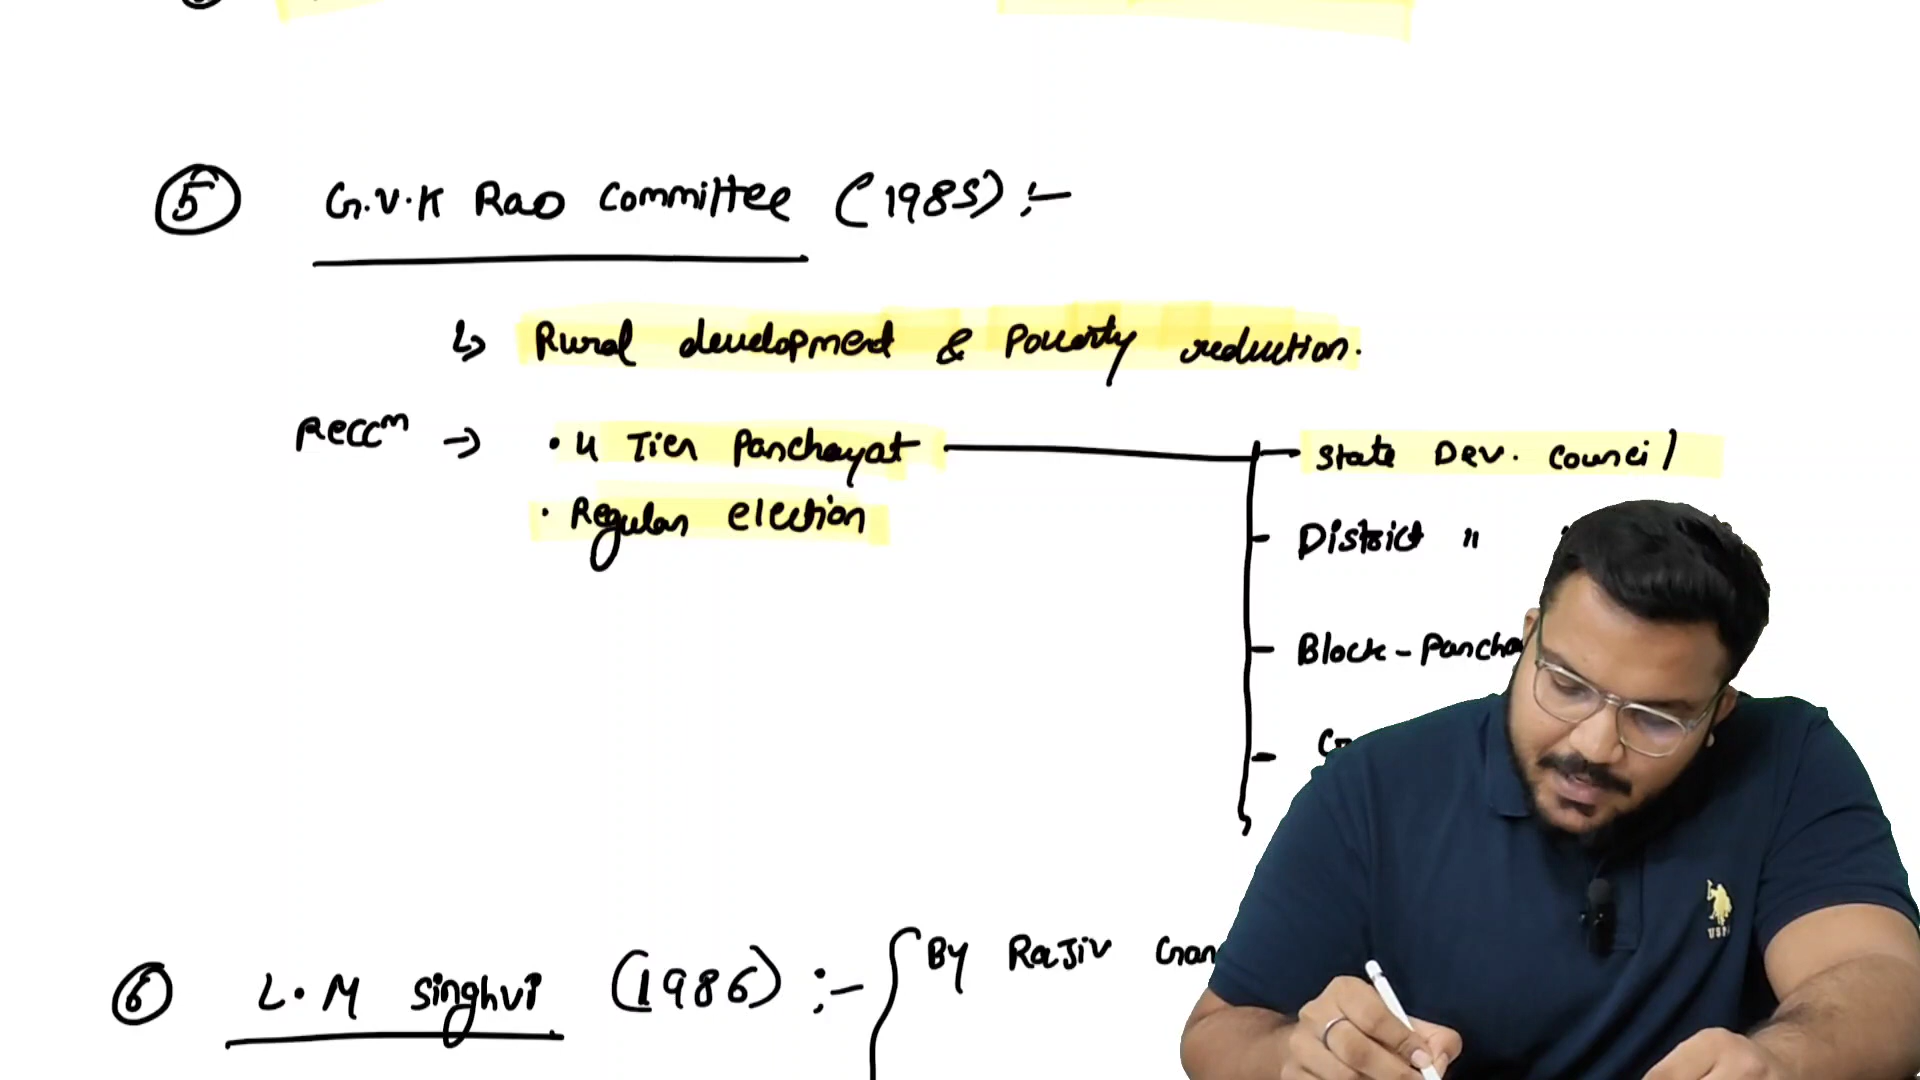 5 G.V.K Rao Committee (1985) :-
↳ Rural development & Poverty reduction.
Reccm → • 4 Tier Panchayat — State Dev. Council
• Regular election
District "
Block - Pancha
6 L.M Singhvi (1986) :- By Rajiv Gan
USPA